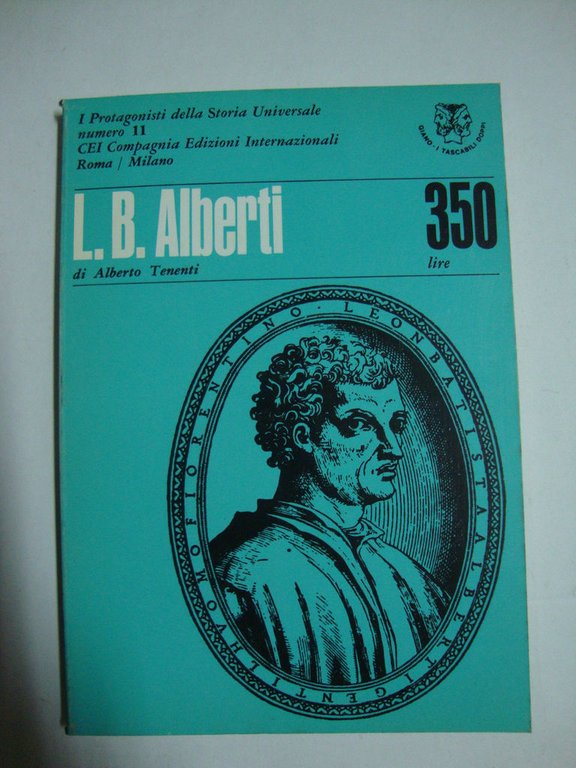 I Protagonisti della Storia Universale
numero 11
CEI Compagnia Edizioni Internazionali
Roma / Milano
GIANO - I TASCABILI DOPPI
L. B. Alberti
350
di Alberto Tenenti
lire
LEONBATISTAALBERTIGENTILHVOMOFIORENTINO ·